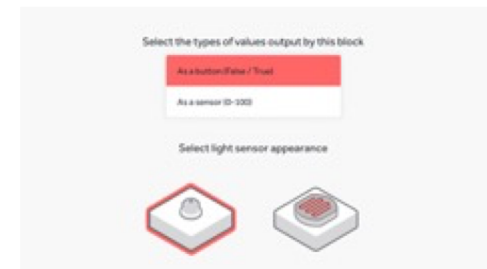 Select the types of values output by this block
As a button (False / True)
As a sensor (0-100)
Select light sensor appearance